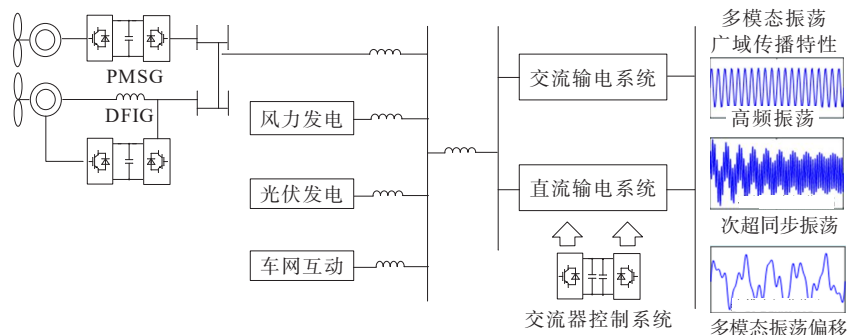 多模态振荡
广域传播特性
PMSG
交流输电系统
DFIG
风力发电
高频振荡
光伏发电
直流输电系统
次超同步振荡
车网互动
交流器控制系统
多模态振荡偏移